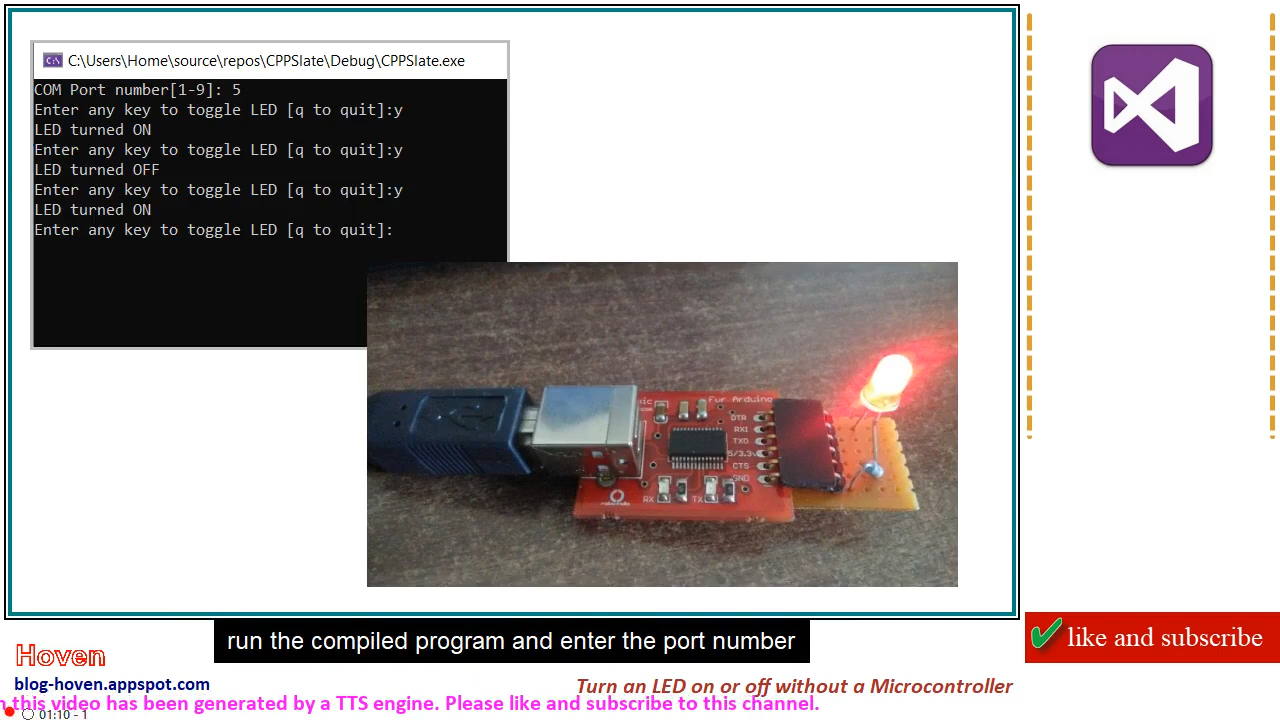 C:\Users\Home\source\repos\CPPSlate\Debug\CPPSlate.exe
COM Port number[1-9]: 5
Enter any key to toggle LED [q to quit]:y
LED turned ON
Enter any key to toggle LED [q to quit]:y
LED turned OFF
Enter any key to toggle LED [q to quit]:y
LED turned ON
Enter any key to toggle LED [q to quit]:
Für Arduino
DTR
RXI
TXO
5/3.3v
CTS
GND
RX
TX
run the compiled program and enter the port number
like and subscribe
Hoven
blog-hoven.appspot.com
Turn an LED on or off without a Microcontroller
this video has been generated by a TTS engine. Please like and subscribe to this channel.
01:10 - 1